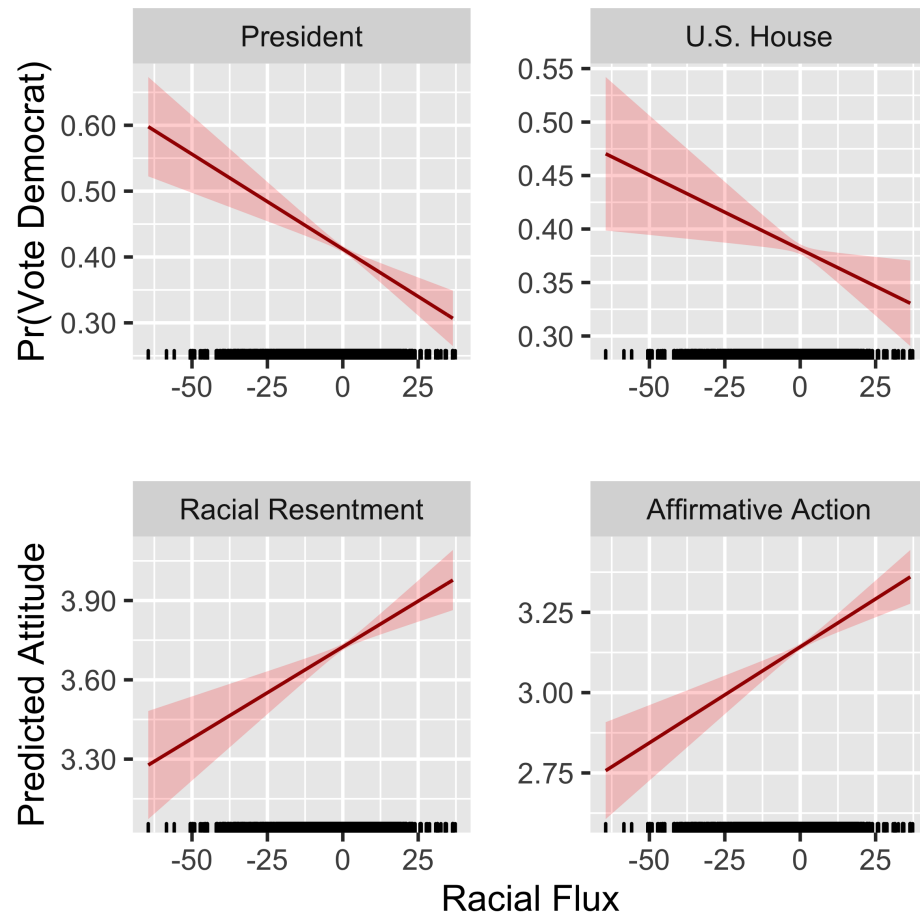 President
U.S. House
Pr(Vote Democrat)
0.60
0.50
0.40
0.30
-50 -25 0 25
0.55
0.50
0.45
0.40
0.35
0.30
-50 -25 0 25
Racial Resentment
Affirmative Action
Predicted Attitude
3.90
3.60
3.30
-50 -25 0 25
3.25
3.00
2.75
-50 -25 0 25
Racial Flux